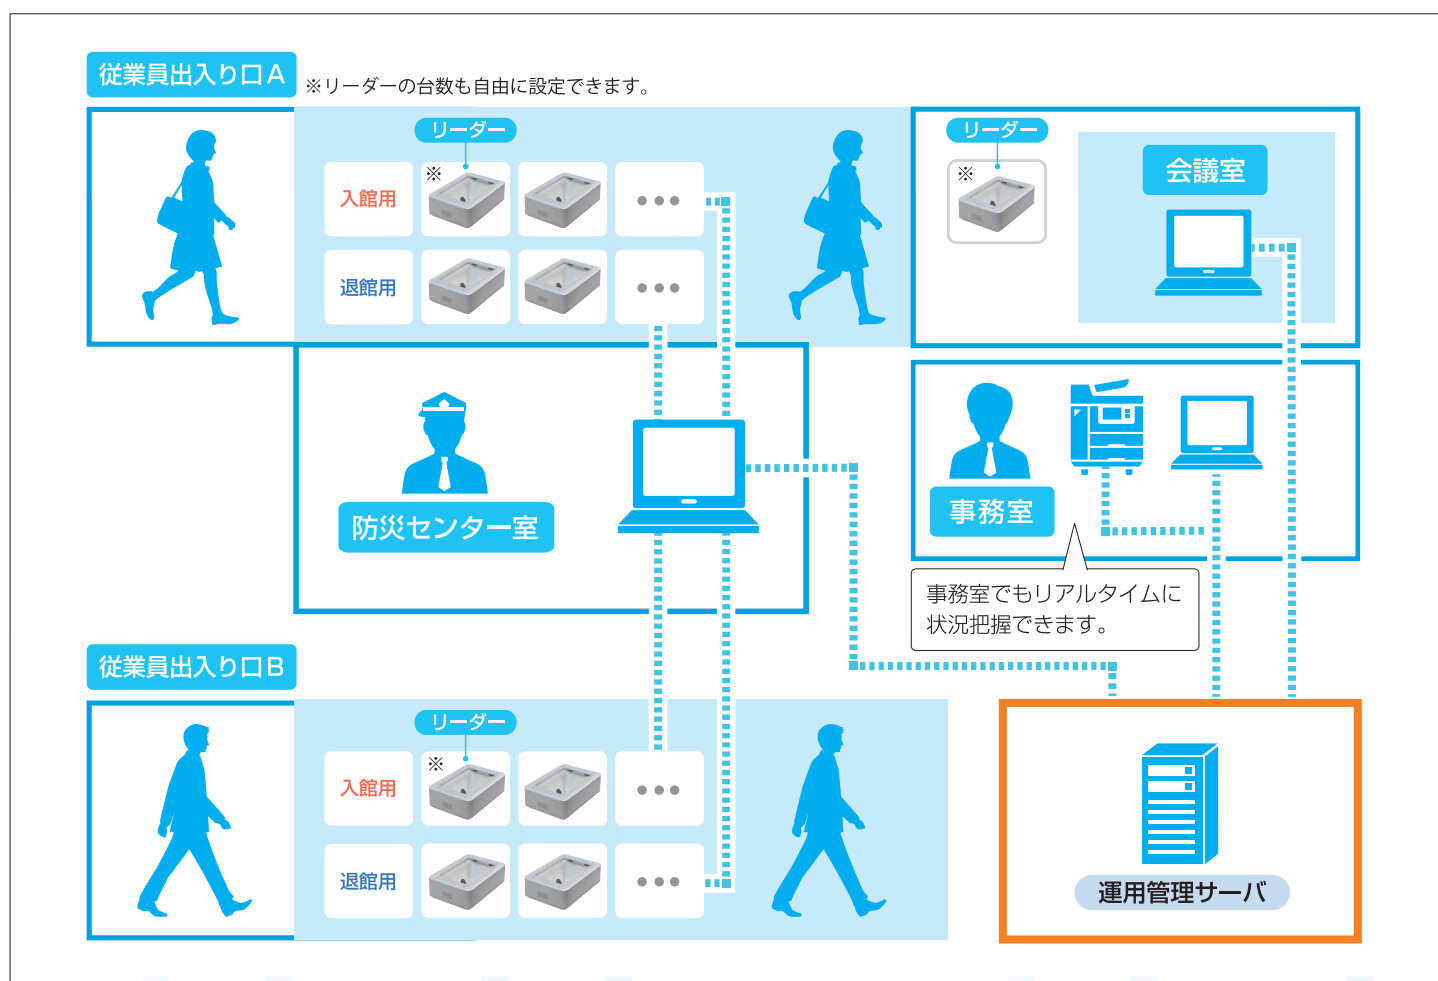 従業員出入り口A
※リーダーの台数も自由に設定できます。
リーダー
※
入館用
退館用
リーダー
※
会議室
防災センター室
事務室
事務室でもリアルタイムに
状況把握できます。
従業員出入り口B
リーダー
※
入館用
退館用
運用管理サーバ